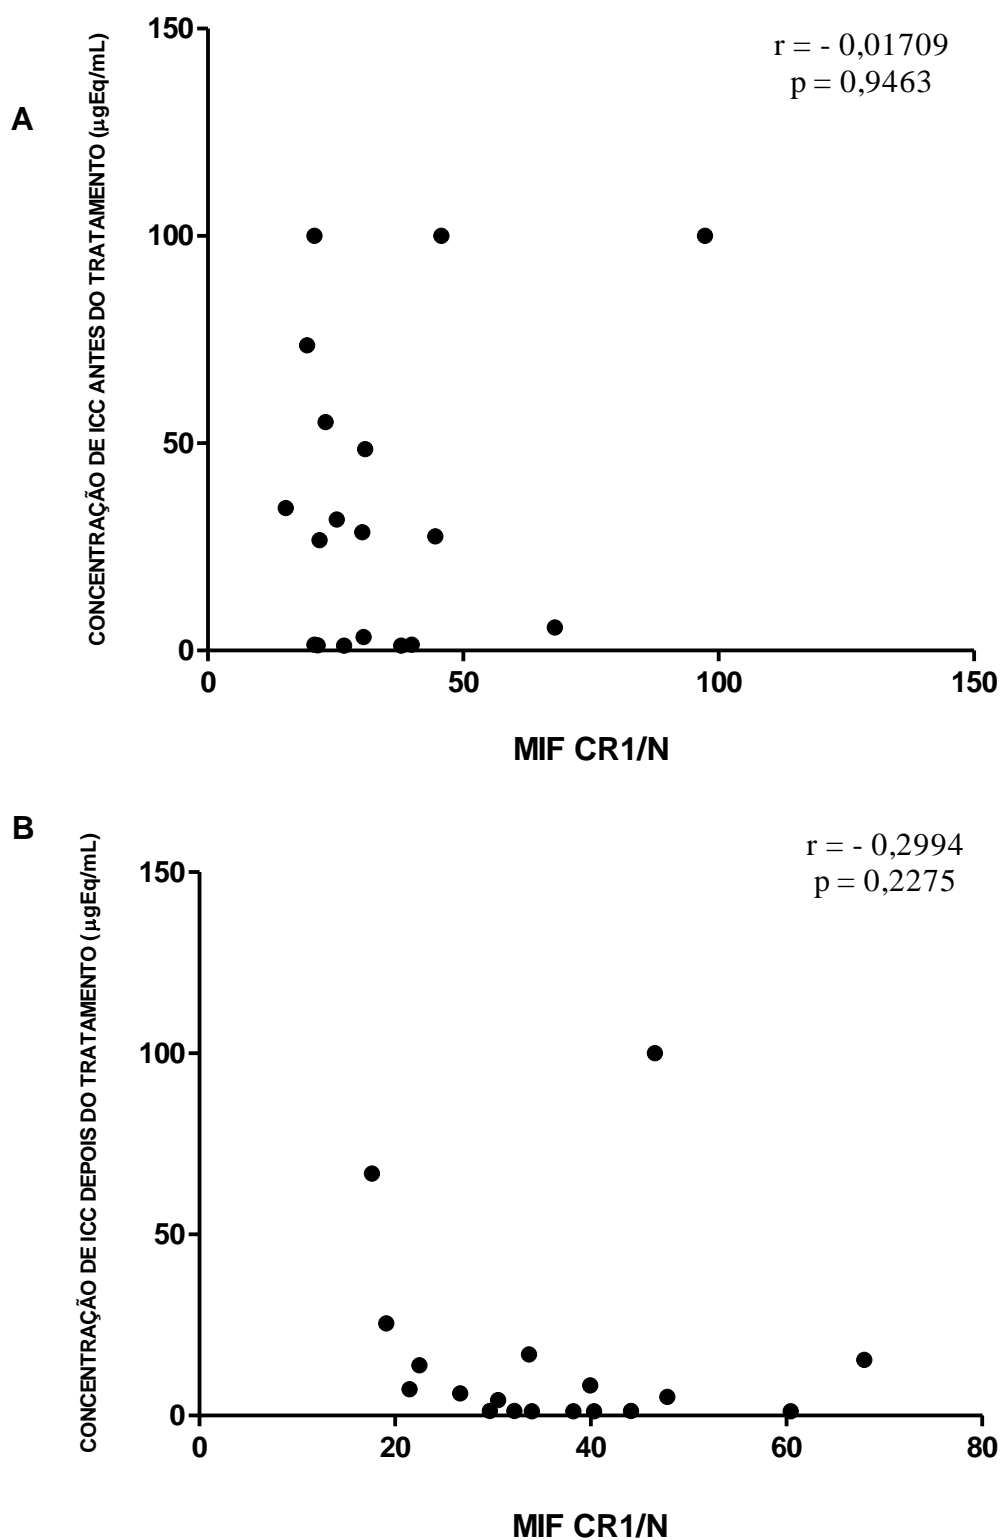 A
CONCENTRAÇÃO DE ICC ANTES DO TRATAMENTO (µgEq/mL)
150
100
50
0
r = - 0,01709
p = 0,9463
0 50 100 150
MIF CR1/N
B
CONCENTRAÇÃO DE ICC DEPOIS DO TRATAMENTO (µgEq/mL)
150
100
50
0
r = - 0,2994
p = 0,2275
0 20 40 60 80
MIF CR1/N